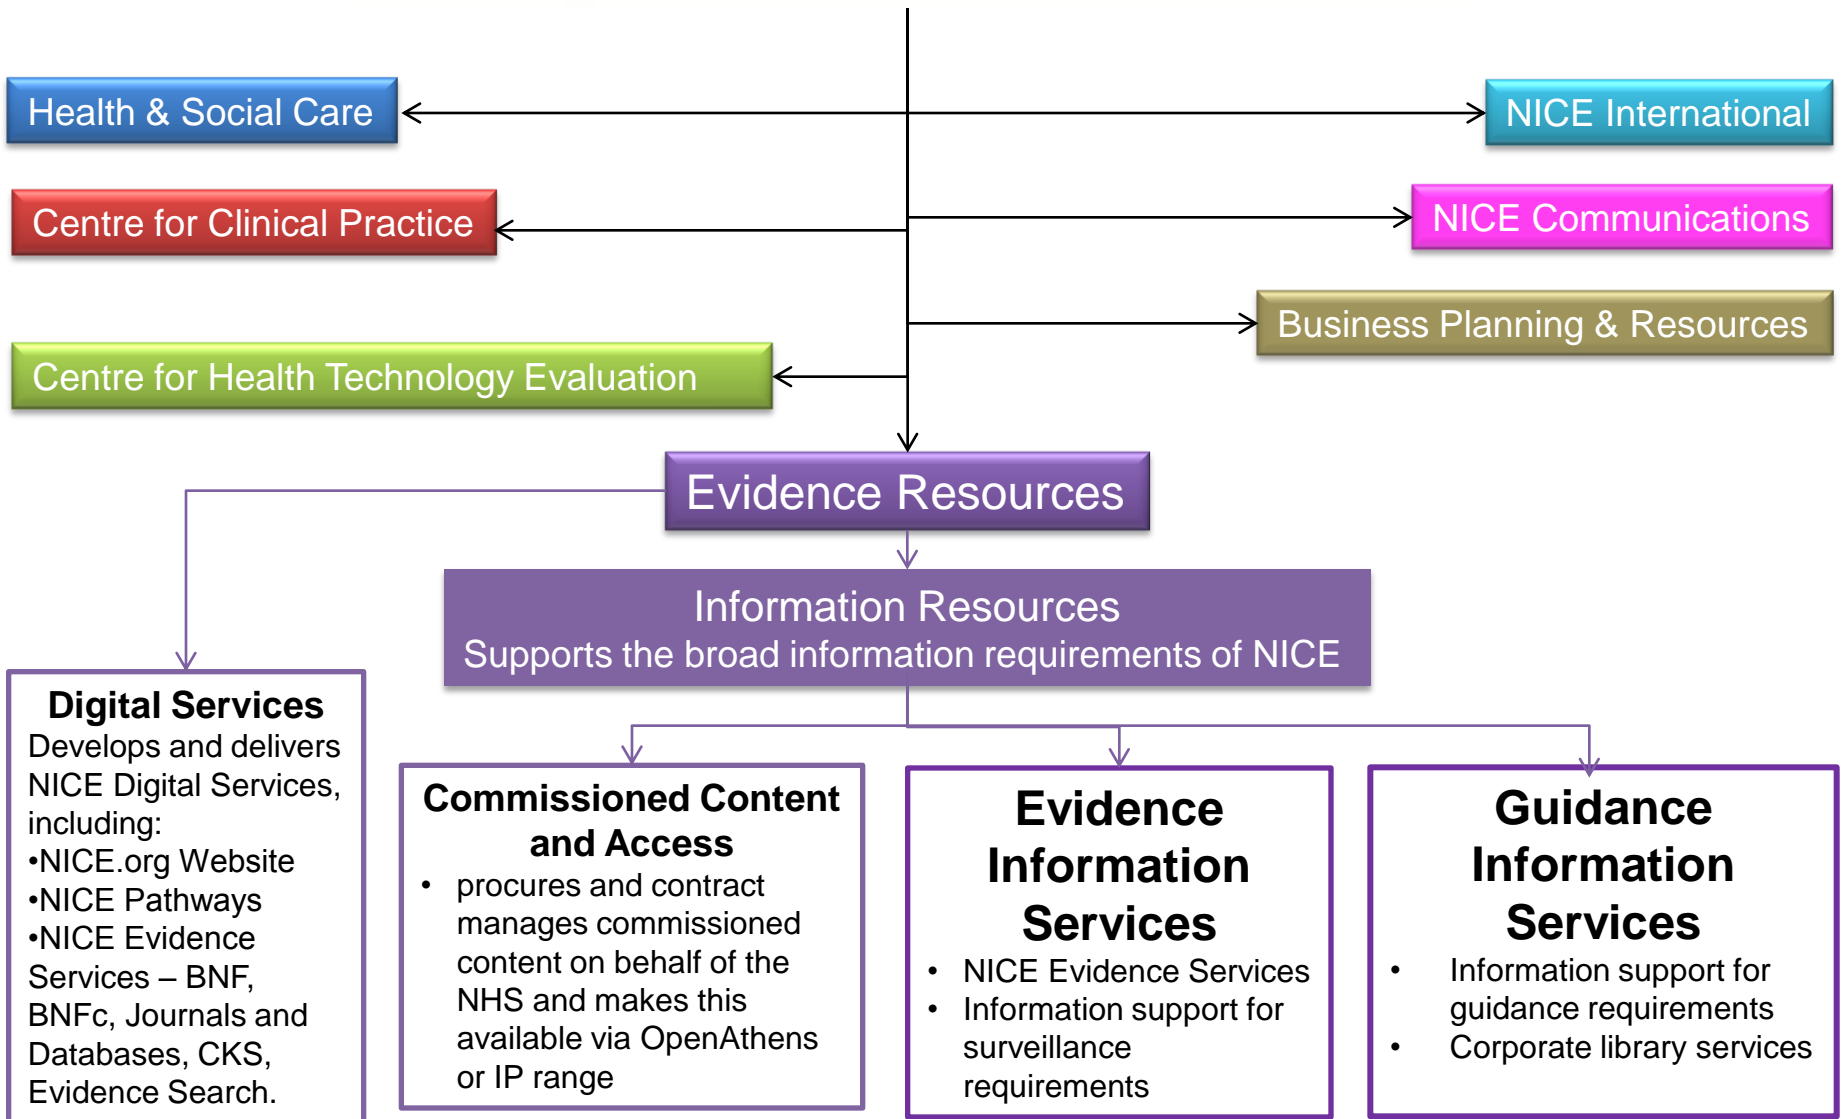 Health & Social Care
NICE International
Centre for Clinical Practice
NICE Communications
Business Planning & Resources
Centre for Health Technology Evaluation
Evidence Resources
Information Resources
Supports the broad information requirements of NICE
Digital Services
Develops and delivers
NICE Digital Services,
including:
•NICE.org Website
•NICE Pathways
•NICE Evidence
Services – BNF,
BNFc, Journals and
Databases, CKS,
Evidence Search.
Commissioned Content
and Access
• procures and contract
manages commissioned
content on behalf of the
NHS and makes this
available via OpenAthens
or IP range
Evidence
Information
Services
• NICE Evidence Services
• Information support for
surveillance
requirements
Guidance
Information
Services
• Information support for
guidance requirements
• Corporate library services